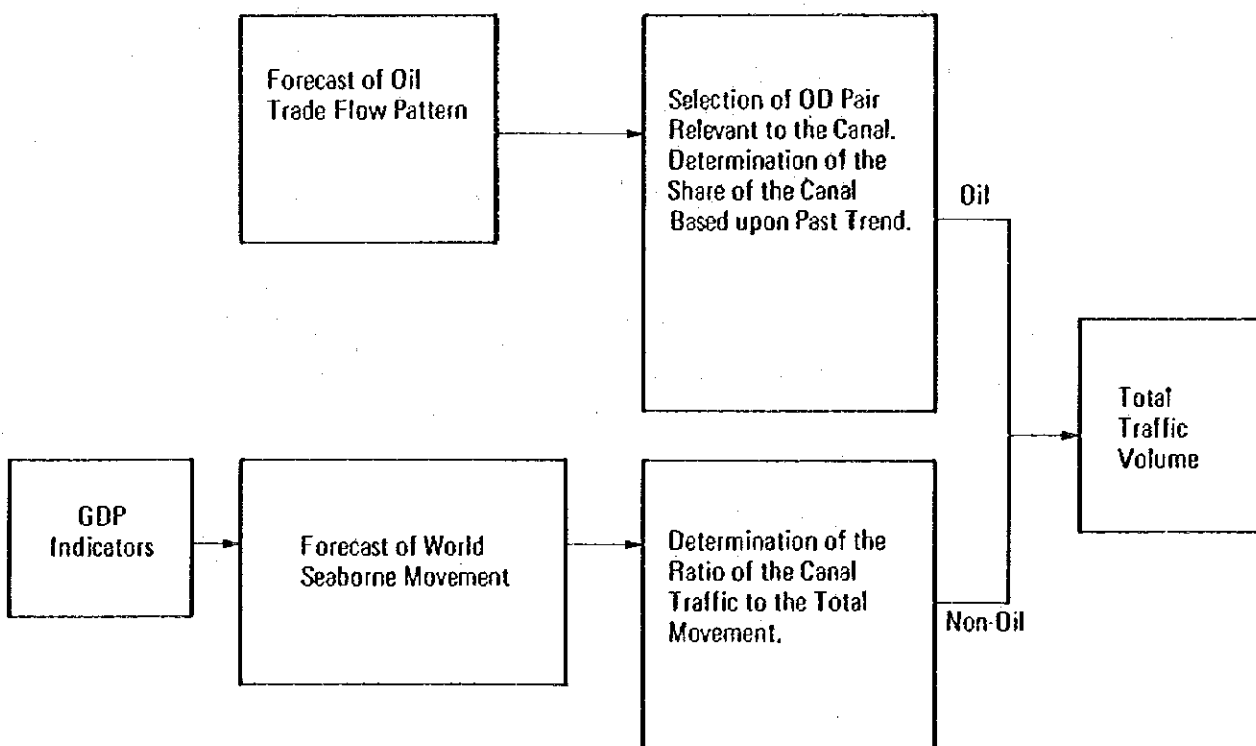 Forecast of Oil
Trade Flow Pattern
Selection of OD Pair
Relevant to the Canal.
Determination of the
Share of the Canal
Based upon Past Trend.
Oil
Total
Traffic
Volume
GDP
Indicators
Forecast of World
Seaborne Movement
Determination of the
Ratio of the Canal
Traffic to the Total
Movement.
Non-Oil